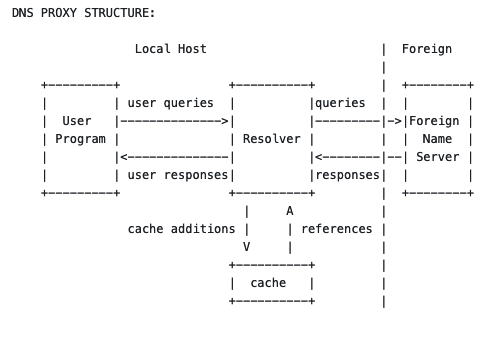 DNS PROXY STRUCTURE:
Local Host | Foreign
|
+---------+ +----------+ | +--------+
| | user queries | |queries | | |
| User |-------------->| |---------|->|Foreign |
| Program | | Resolver | | | Name |
| |<--------------| |<--------|--| Server |
| | user responses| |responses| | |
+---------+ +----------+ | +--------+
| A |
cache additions | | references |
V | |
+----------+ |
| cache | |
+----------+ |